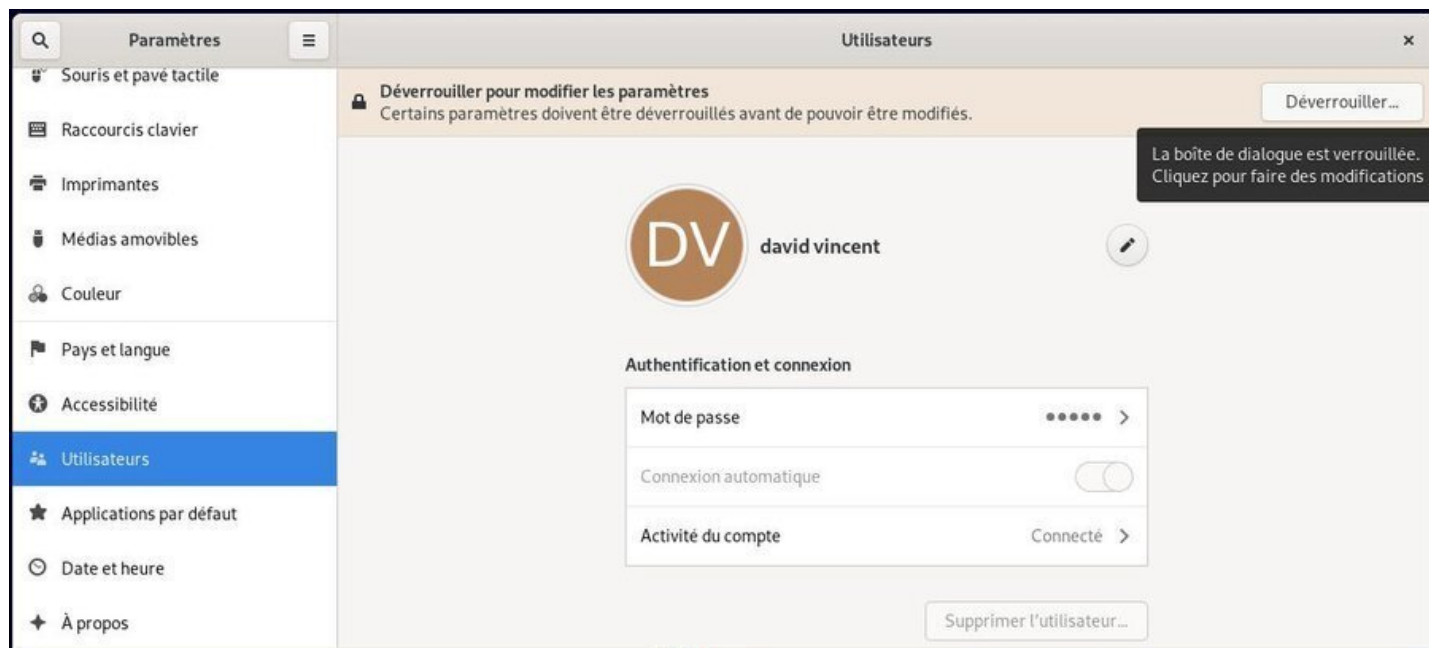 Paramètres
Utilisateurs
Souris et pavé tactile
Raccourcis clavier
Imprimantes
Médias amovibles
Couleur
Pays et langue
Accessibilité
Utilisateurs
Applications par défaut
Date et heure
À propos
Déverrouiller pour modifier les paramètres
Certains paramètres doivent être déverrouillés avant de pouvoir être modifiés.
Déverrouiller…
La boîte de dialogue est verrouillée.
Cliquez pour faire des modifications
DV
david vincent
Authentification et connexion
Mot de passe
Connexion automatique
Activité du compte
Connecté
Supprimer l'utilisateur…